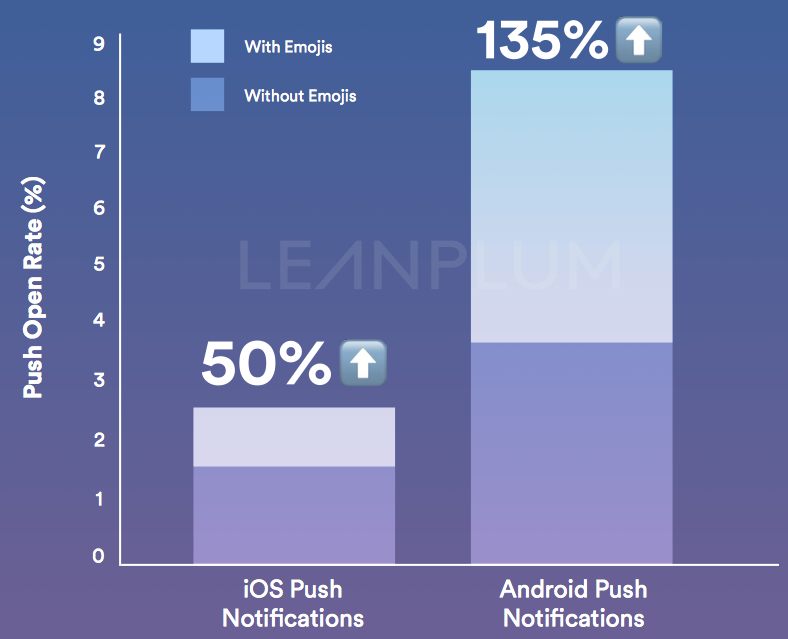 With Emojis
Without Emojis
135%⬆️
50%⬆️
9
8
7
6
5
4
3
2
1
0
Push Open Rate (%)
LEANPLUM
iOS Push
Notifications
Android Push
Notifications